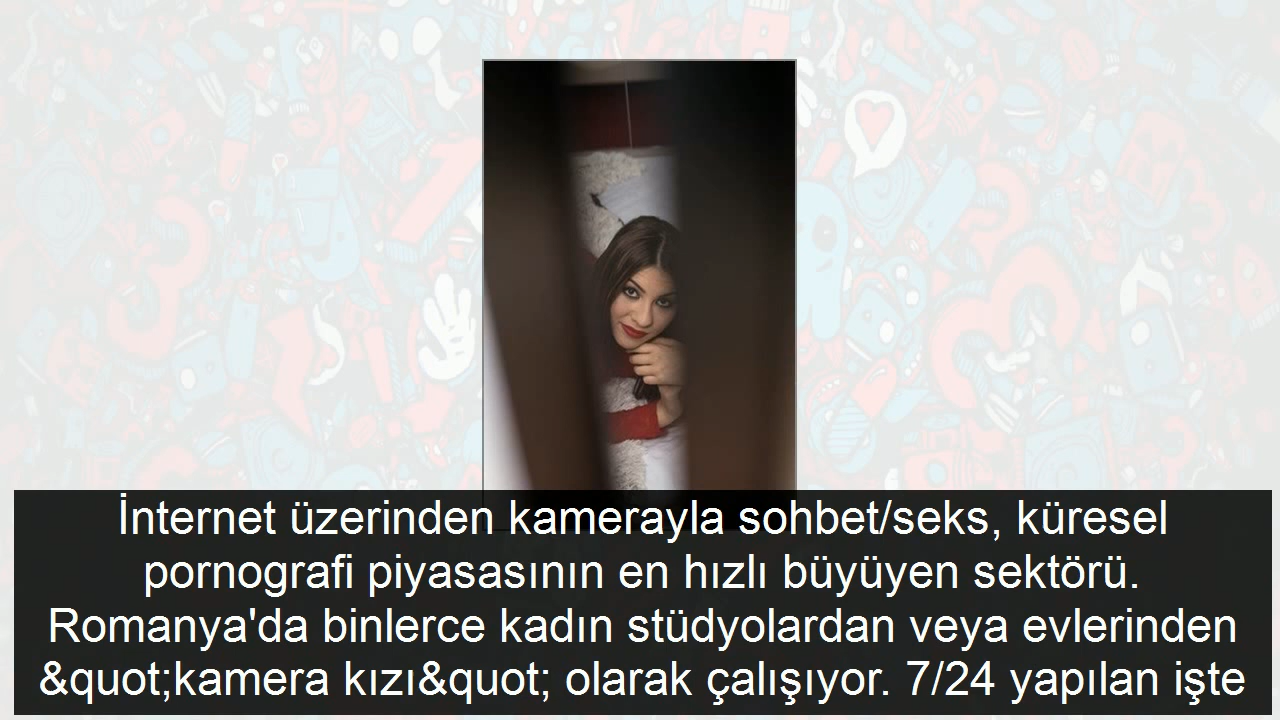 İnternet üzerinden kamerayla sohbet/seks, küresel
pornografi piyasasının en hızlı büyüyen sektörü.
Romanya'da binlerce kadın stüdyolardan veya evlerinden
&quot;kamera kızı&quot; olarak çalışıyor. 7/24 yapılan işte